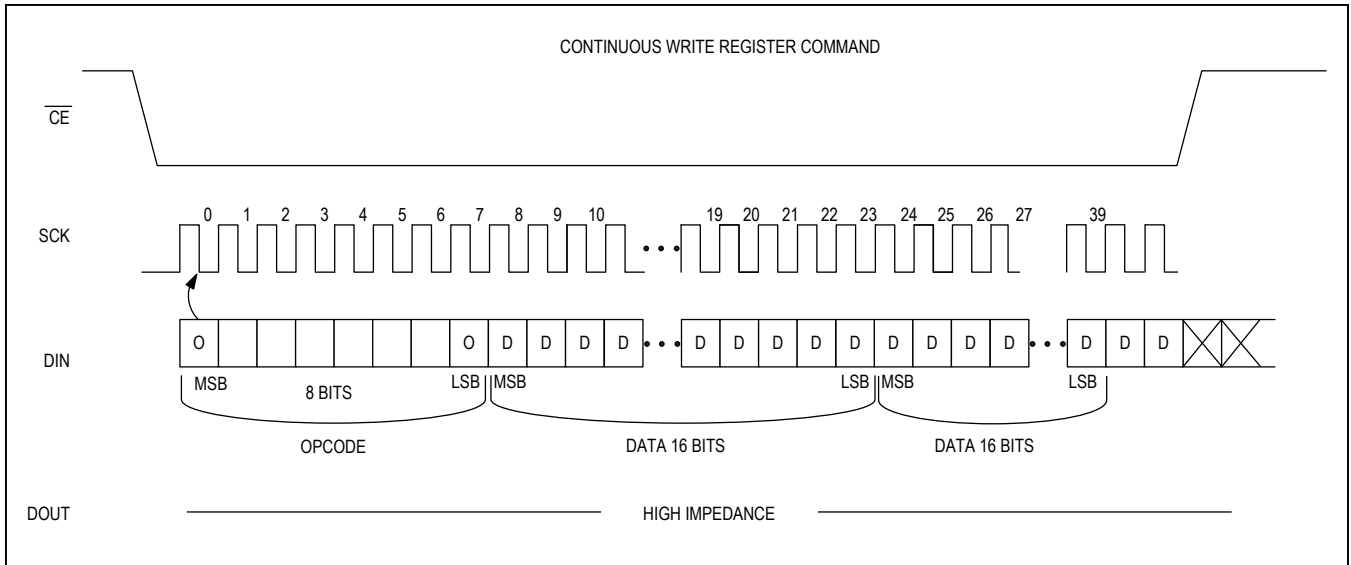 CONTINUOUS WRITE REGISTER COMMAND
CE
SCK
0 1 2 3 4 5 6 7 8 9 10 19 20 21 22 23 24 25 26 27 39
DIN
O O D D D D D D D D D D D D D D D D
MSB 8 BITS LSB MSB LSB MSB LSB
OPCODE DATA 16 BITS DATA 16 BITS
DOUT HIGH IMPEDANCE